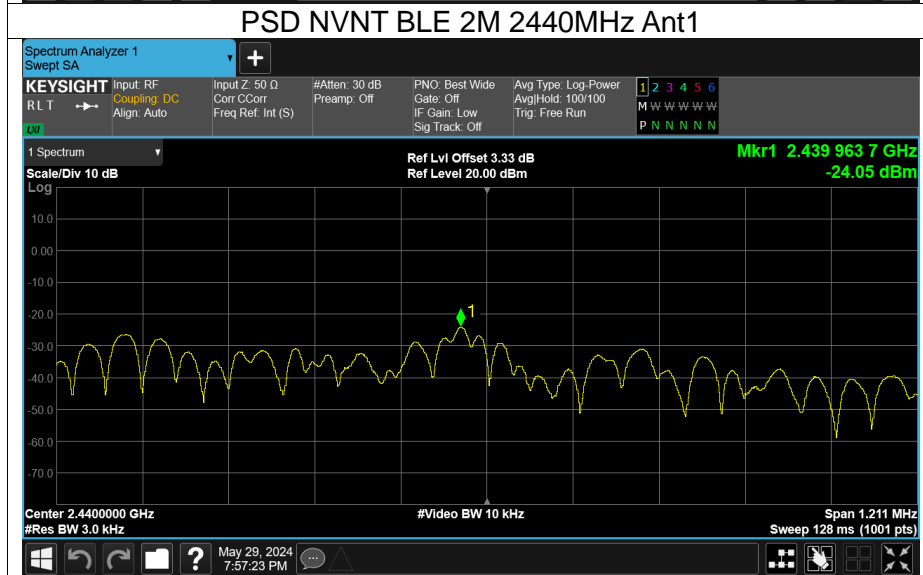 PSD NVNT BLE 2M 2440MHz Ant1
Spectrum Analyzer 1
Swept SA
+
KEYSIGHT
RLT
LXI
Input: RF
Coupling: DC
Align: Auto
Input Z: 50 Ω
Corr CCorr
Freq Ref: Int (S)
#Atten: 30 dB
Preamp: Off
PNO: Best Wide
Gate: Off
IF Gain: Low
Sig Track: Off
Avg Type: Log-Power
Avg|Hold: 100/100
Trig: Free Run
1 2 3 4 5 6
M W W W W W
P N N N N N
1 Spectrum
Scale/Div 10 dB
Ref Lvl Offset 3.33 dB
Ref Level 20.00 dBm
Mkr1 2.439 963 7 GHz
-24.05 dBm
Log
10.0
0.00
-10.0
-20.0
-30.0
-40.0
-50.0
-60.0
-70.0
1
Center 2.4400000 GHz
#Video BW 10 kHz
Span 1.211 MHz
#Res BW 3.0 kHz
Sweep 128 ms (1001 pts)
?
May 29, 2024
7:57:23 PM